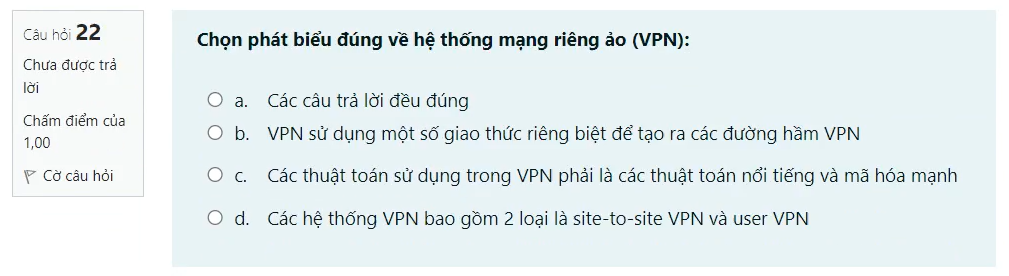 Câu hỏi 22
Chưa được trả
lời
Chấm điểm của
1,00
Cờ câu hỏi
Chọn phát biểu đúng về hệ thống mạng riêng ảo (VPN):
a. Các câu trả lời đều đúng
b. VPN sử dụng một số giao thức riêng biệt để tạo ra các đường hầm VPN
c. Các thuật toán sử dụng trong VPN phải là các thuật toán nổi tiếng và mã hóa mạnh
d. Các hệ thống VPN bao gồm 2 loại là site-to-site VPN và user VPN